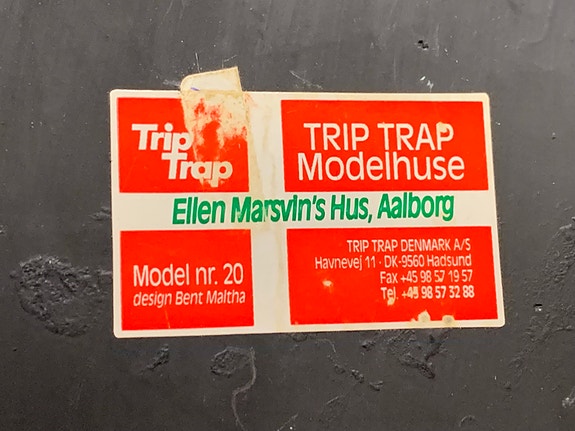 Trip
Trap
TRIP TRAP
Modelhuse
Ellen Marsvin's Hus, Aalborg
Model nr. 20
design Bent Maltha
TRIP TRAP DENMARK A/S
Havnevej 11 · DK-9560 Hadsund
Fax +45 98 57 19 57
Tel. +45 98 57 32 88